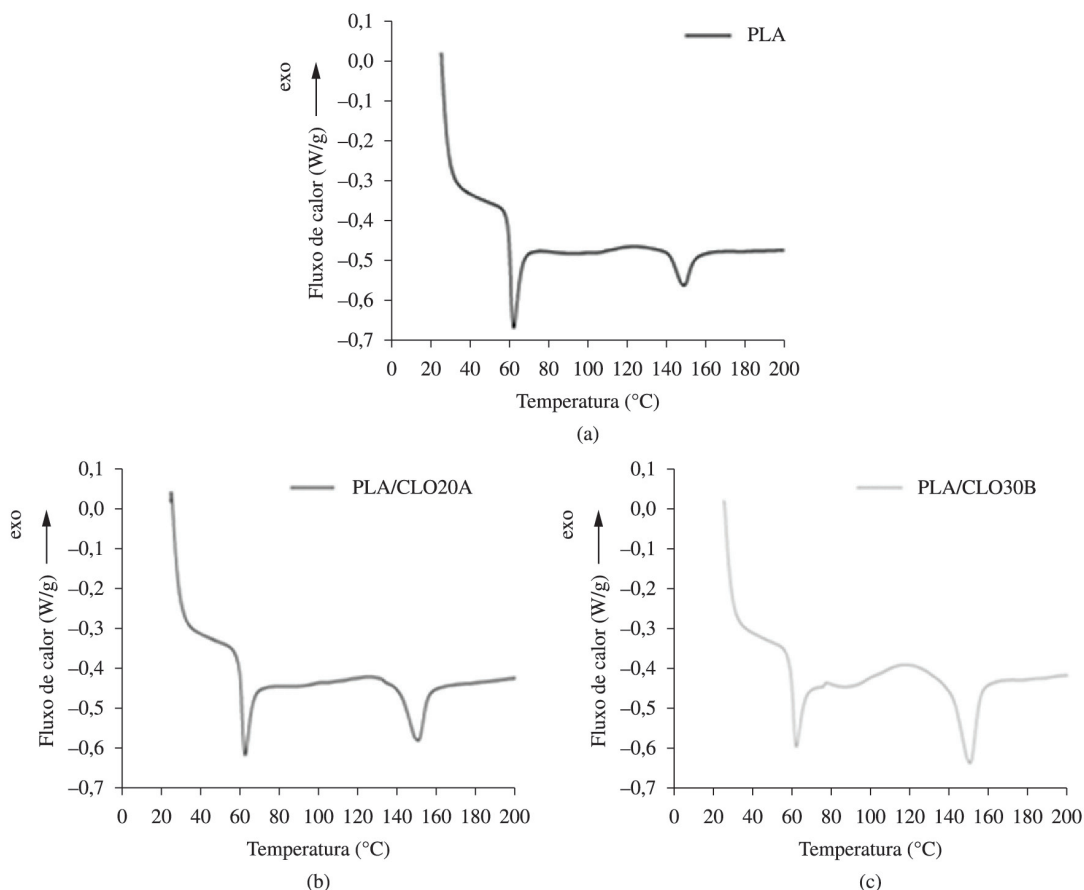 PLA
exo
Fluxo de calor (W/g)
0,1
0,0
–0,1
–0,2
–0,3
–0,4
–0,5
–0,6
–0,7
0 20 40 60 80 100 120 140 160 180 200
Temperatura (°C)
(a)
PLA/CLO20A
exo
Fluxo de calor (W/g)
0,1
0,0
–0,1
–0,2
–0,3
–0,4
–0,5
–0,6
–0,7
0 20 40 60 80 100 120 140 160 180 200
Temperatura (°C)
(b)
PLA/CLO30B
exo
Fluxo de calor (W/g)
0,1
0,0
–0,1
–0,2
–0,3
–0,4
–0,5
–0,6
–0,7
0 20 40 60 80 100 120 140 160 180 200
Temperatura (°C)
(c)